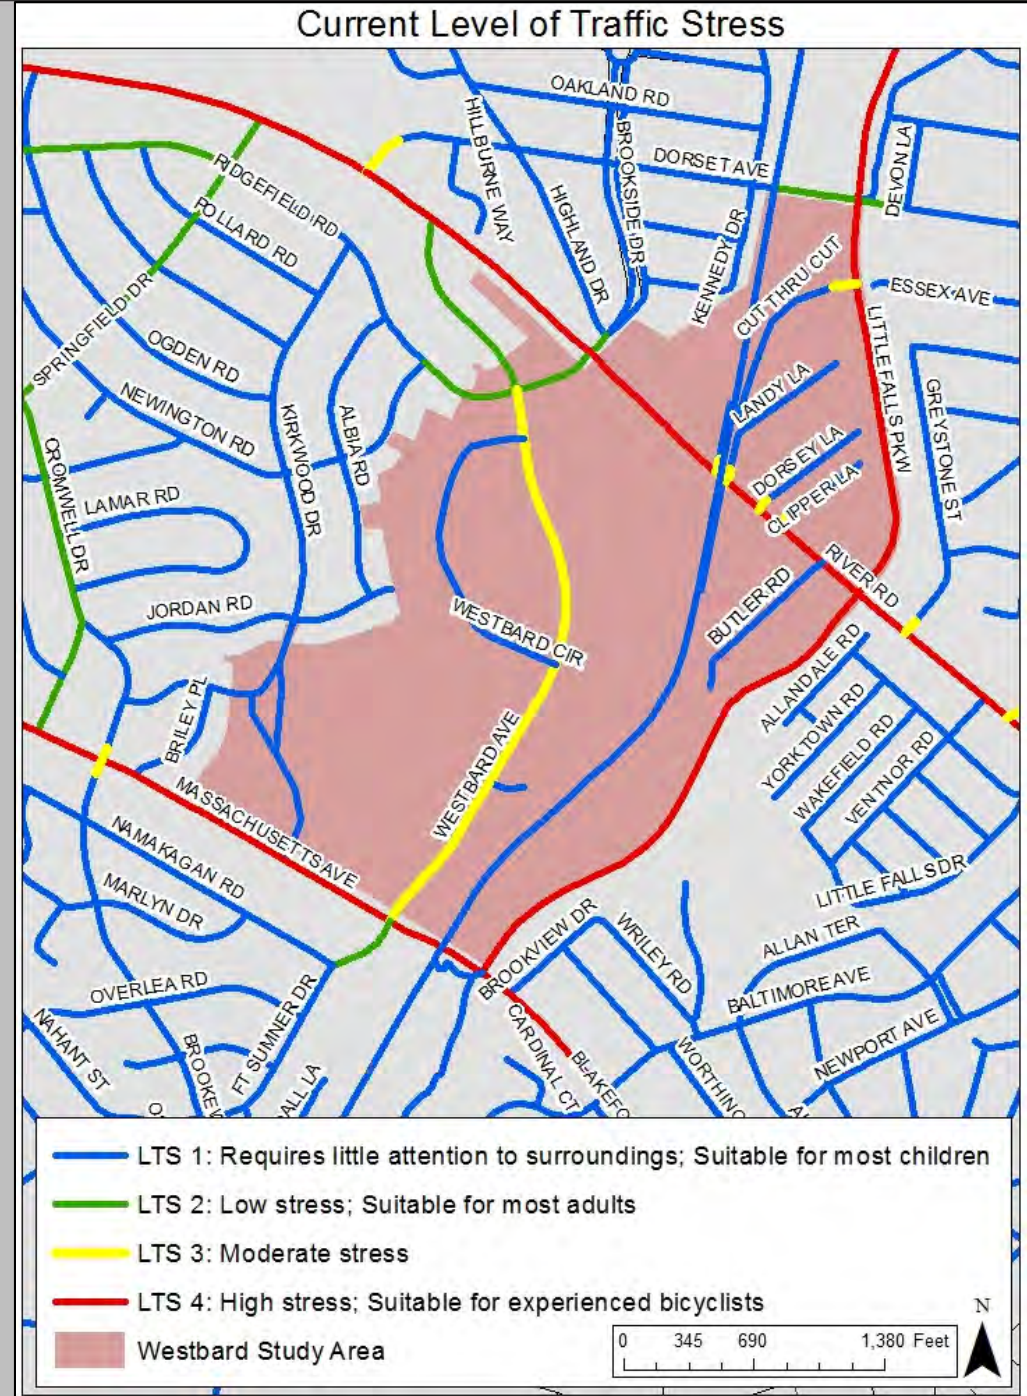 Current Level of Traffic Stress
OAKLAND RD
HILLBURNE WAY
BROOKSIDE DR
DORSET AVE
DEVON LA
RIDGEFIELD RD
POLLARD RD
HIGHLAND DR
KENNEDY DR
CUT THRU CUT
ESSEX AVE
SPRINGFIELD DR
OGDEN RD
LITTLE FALLS PKW
NEWINGTON RD
KIRKWOOD DR
ALBIA RD
LANDY LA
GREYSTONE ST
CROMWELL DR
LAMAR RD
DORSEY LA
CLIPPER LA
JORDAN RD
WESTBARD CIR
BUTLER RD
RIVER RD
BRILEY PL
ALLANDALE RD
YORKTOWN RD
WAKEFIELD RD
VENTNOR RD
WESTBARD AVE
MASSACHUSETTS AVE
NAMAKAGAN RD
MARLYN DR
LITTLE FALLS DR
BROOKVIEW DR
WRILEY RD
ALLAN TER
OVERLEA RD
BALTIMORE AVE
NAHANT ST
BROOKEV
FT SUMNER DR
CARDINAL CT
BLAKEFO
WORTHING
NEWPORT AVE
ALL LA
LTS 1: Requires little attention to surroundings; Suitable for most children
LTS 2: Low stress; Suitable for most adults
LTS 3: Moderate stress
LTS 4: High stress; Suitable for experienced bicyclists
Westbard Study Area
N
0 345 690 1,380 Feet